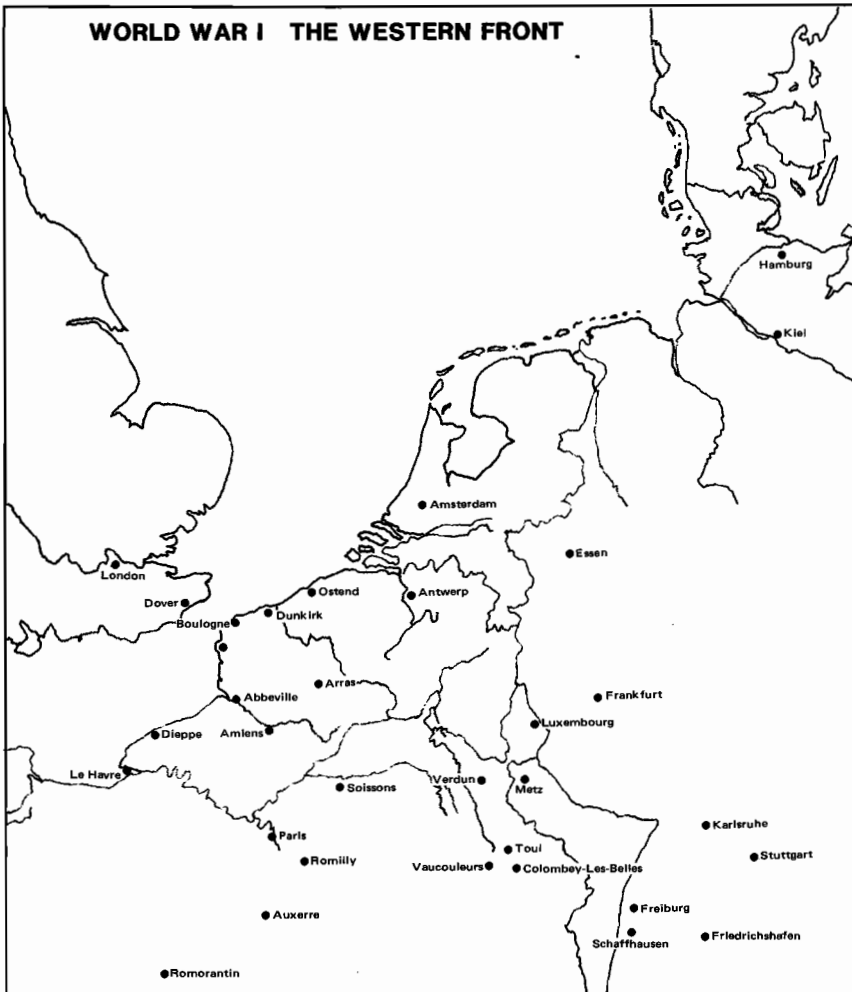 WORLD WAR I THE WESTERN FRONT
Hamburg
Kiel
Amsterdam
Essen
London
Ostend
Antwerp
Dover
Dunkirk
Boulogne
Arras
Frankfurt
Abbeville
Luxembourg
Dieppe
Amiens
Le Havre
Verdun
Metz
Soissons
Karlsruhe
Paris
Toul
Stuttgart
Romilly
Vaucouleurs
Colombey-Les-Belles
Freiburg
Auxerre
Schaffhausen
Friedrichshafen
Romorantin